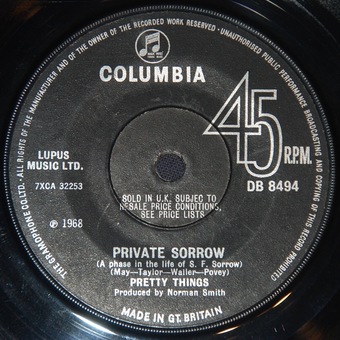 ALL RIGHTS OF THE MANUFACTURER AND OF THE OWNER OF THE RECORDED WORK RESERVED
UNAUTHORISED PUBLIC PERFORMANCE BROADCASTING AND COPYING OF THIS RECORD PROHIBITED
THE GRAMOPHONE CO. LTD.
COLUMBIA
45
R.P.M.
LUPUS
MUSIC LTD.
7XCA 32253
DB 8494
SOLD IN U.K. SUBJEC TO
RESALE PRICE CONDITIONS,
SEE PRICE LISTS
℗ 1968
PRIVATE SORROW
(A phase in the life of S. F. Sorrow)
(May—Taylor—Waller—Povey)
PRETTY THINGS
Produced by Norman Smith
MADE IN GT. BRITAIN